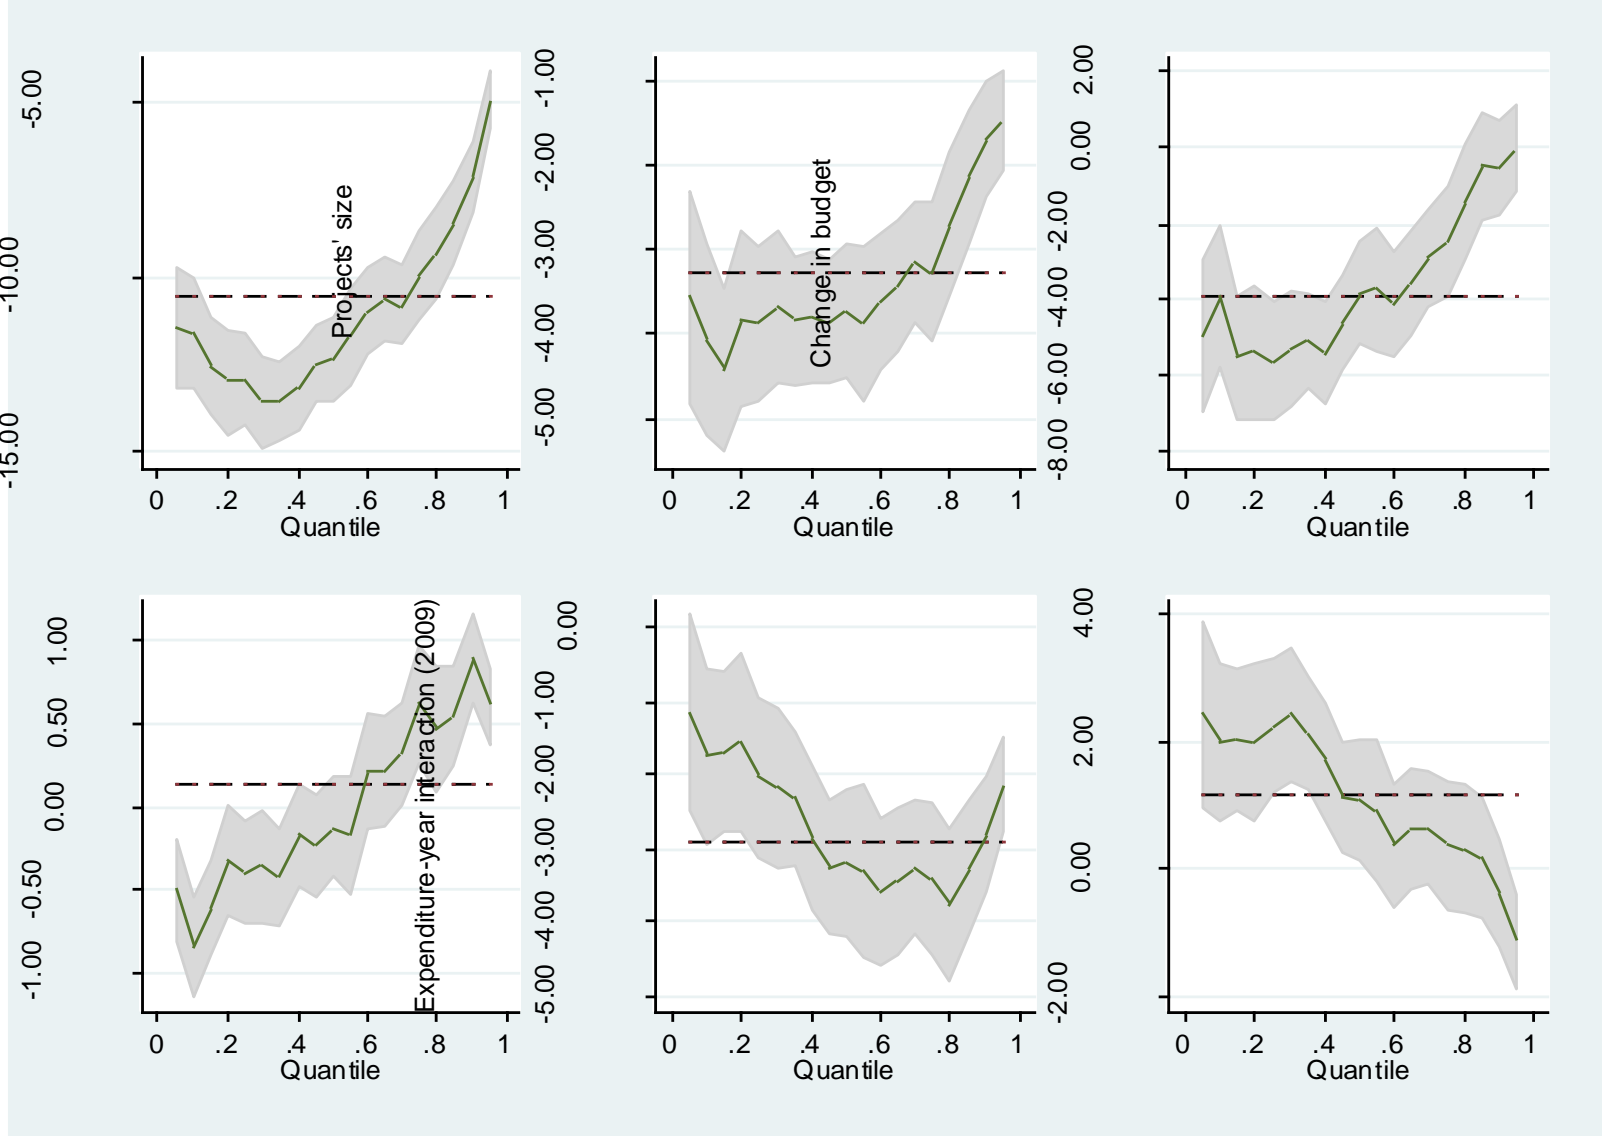 -5.00
-10.00
-15.00
Projects' size
0 .2 .4 .6 .8 1
Quantile
-1.00
-2.00
-3.00
-4.00
-5.00
Change in budget
0 .2 .4 .6 .8 1
Quantile
2.00
0.00
-2.00
-4.00
-6.00
-8.00
0 .2 .4 .6 .8 1
Quantile
1.00
0.50
0.00
-0.50
-1.00
Expenditure-year interaction (2009)
0 .2 .4 .6 .8 1
Quantile
0.00
-1.00
-2.00
-3.00
-4.00
-5.00
0 .2 .4 .6 .8 1
Quantile
4.00
2.00
0.00
-2.00
0 .2 .4 .6 .8 1
Quantile